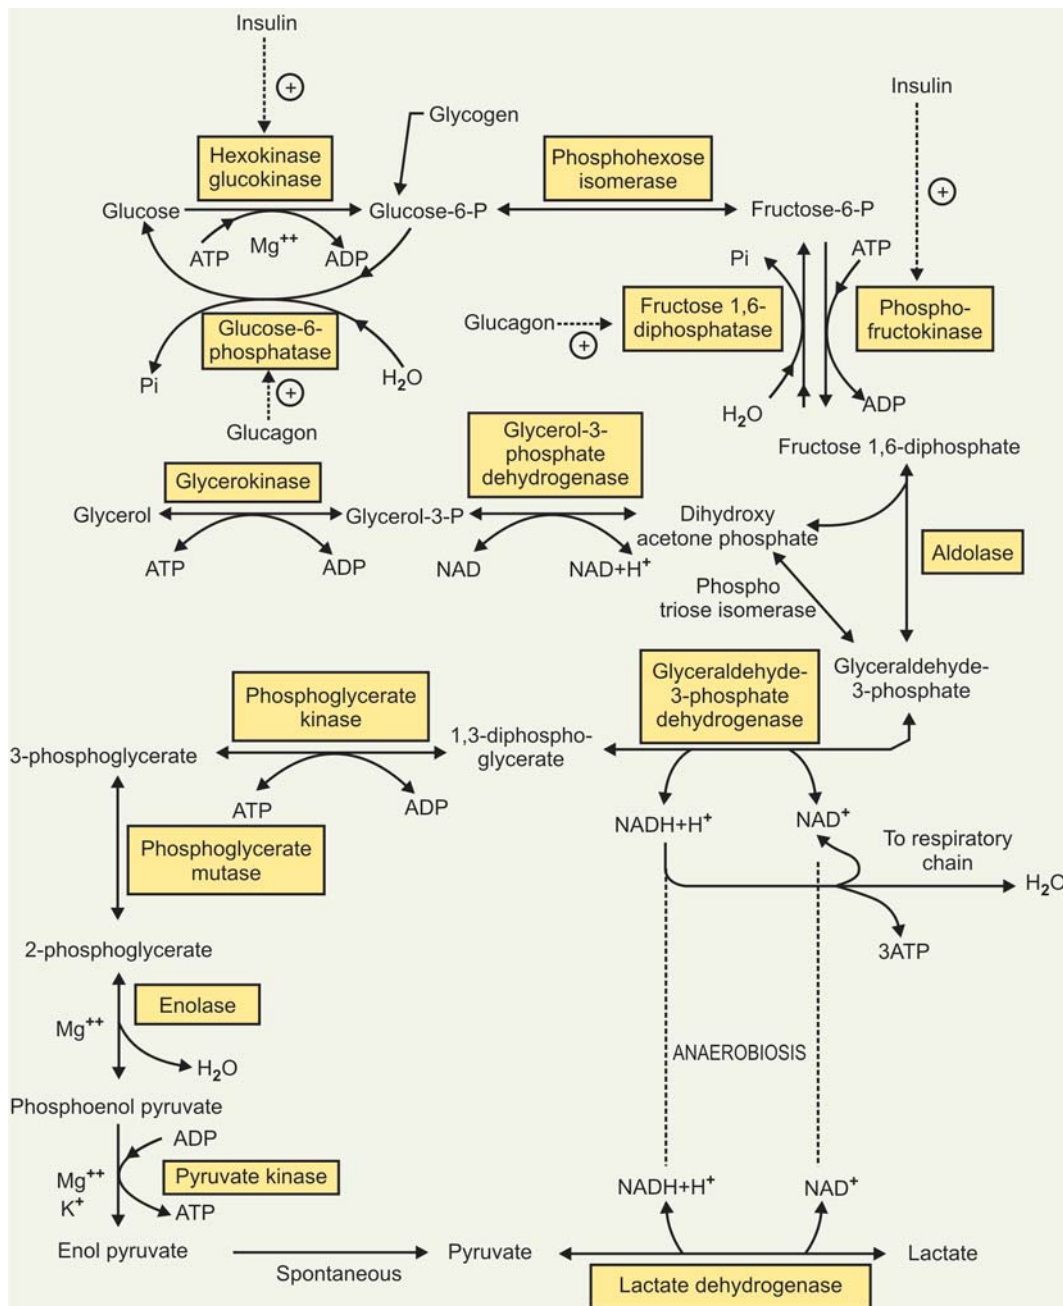 Insulin
+
Insulin
Glycogen
Hexokinase
glucokinase
Phosphohexose
isomerase
+
Glucose
Glucose-6-P
Fructose-6-P
ATP
Mg++
ADP
Pi
ATP
Glucose-6-
phosphatase
Glucagon
+
Fructose 1,6-
diphosphatase
Phospho-
fructokinase
Pi
H2O
+
Glucagon
H2O
ADP
Glycerol-3-
phosphate
dehydrogenase
Fructose 1,6-diphosphate
Glycerokinase
Glycerol
Glycerol-3-P
Dihydroxy
acetone phosphate
Aldolase
ATP
ADP
NAD
NAD+H+
Phospho
triose isomerase
Glyceraldehyde-
3-phosphate
Glyceraldehyde-
3-phosphate
dehydrogenase
Phosphoglycerate
kinase
3-phosphoglycerate
1,3-diphospho-
glycerate
ATP
ADP
NADH+H+
NAD+
To respiratory
chain
H2O
3ATP
Phosphoglycerate
mutase
2-phosphoglycerate
Enolase
Mg++
H2O
ANAEROBIOSIS
Phosphoenol pyruvate
ADP
Mg++
K+
Pyruvate kinase
ATP
NADH+H+
NAD+
Enol pyruvate
Spontaneous
Pyruvate
Lactate
Lactate dehydrogenase